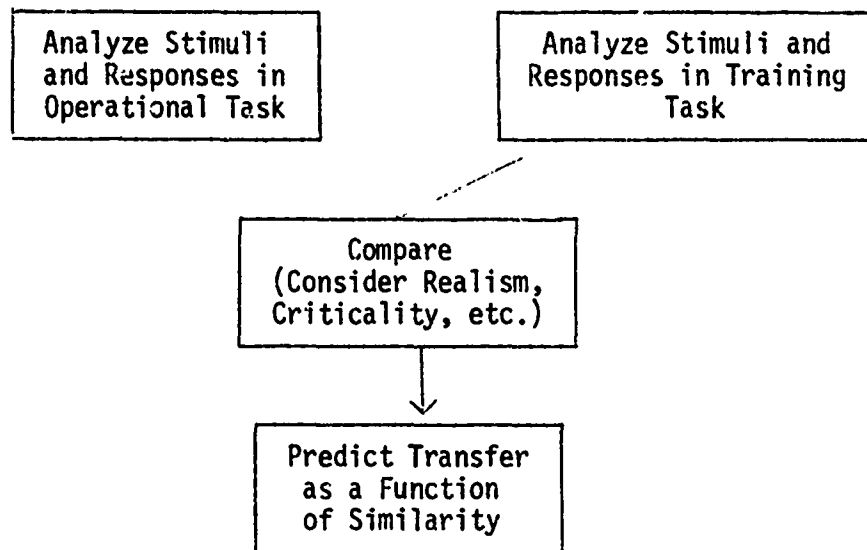 Analyze Stimuli
and Responses in
Operational Task
Analyze Stimuli and
Responses in Training
Task
Compare
(Consider Realism,
Criticality, etc.)
Predict Transfer
as a Function
of Similarity